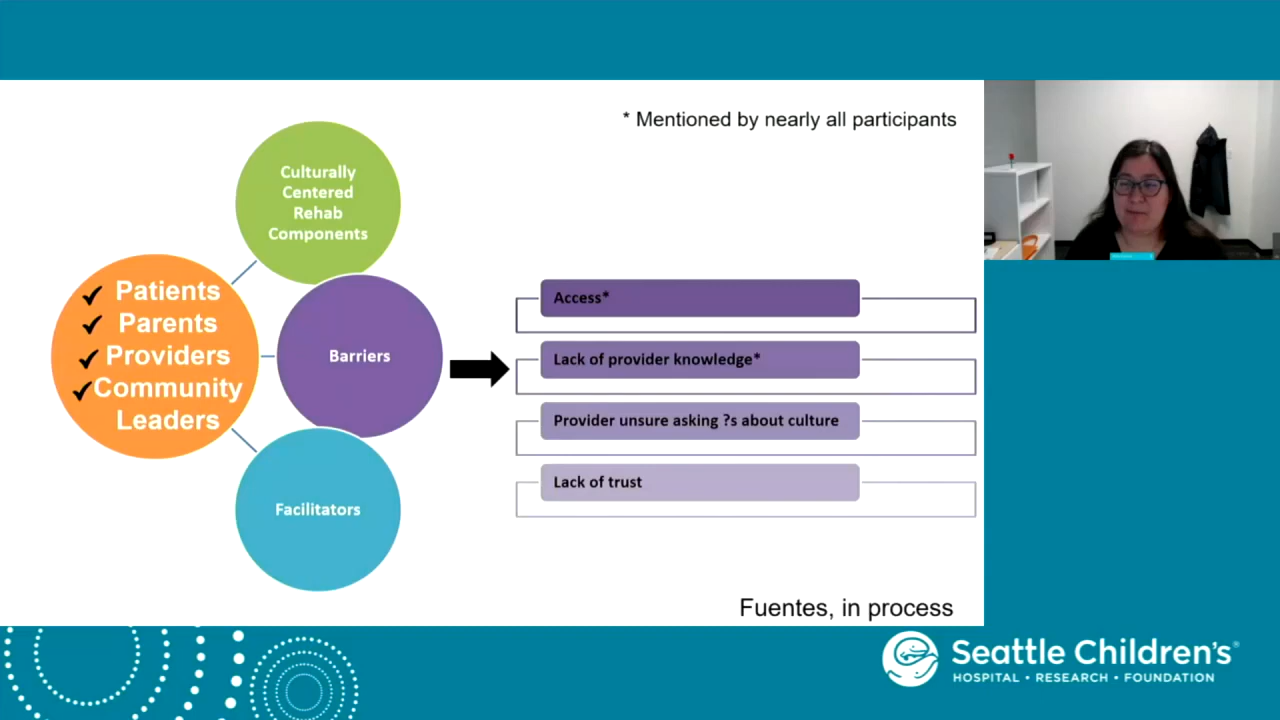 * Mentioned by nearly all participants
Culturally
Centered
Rehab
Components
✓ Patients
✓ Parents
✓ Providers
✓ Community
Leaders
Barriers
Facilitators
Access*
Lack of provider knowledge*
Provider unsure asking ?s about culture
Lack of trust
Fuentes, in process
Seattle Children's®
HOSPITAL • RESEARCH • FOUNDATION